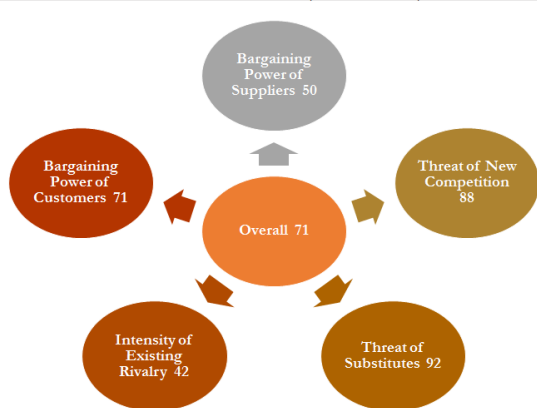 Bargaining
Power of
Suppliers 50
Bargaining
Power of
Customers 71
Threat of New
Competition
88
Overall 71
Intensity of
Existing
Rivalry 42
Threat of
Substitutes 92